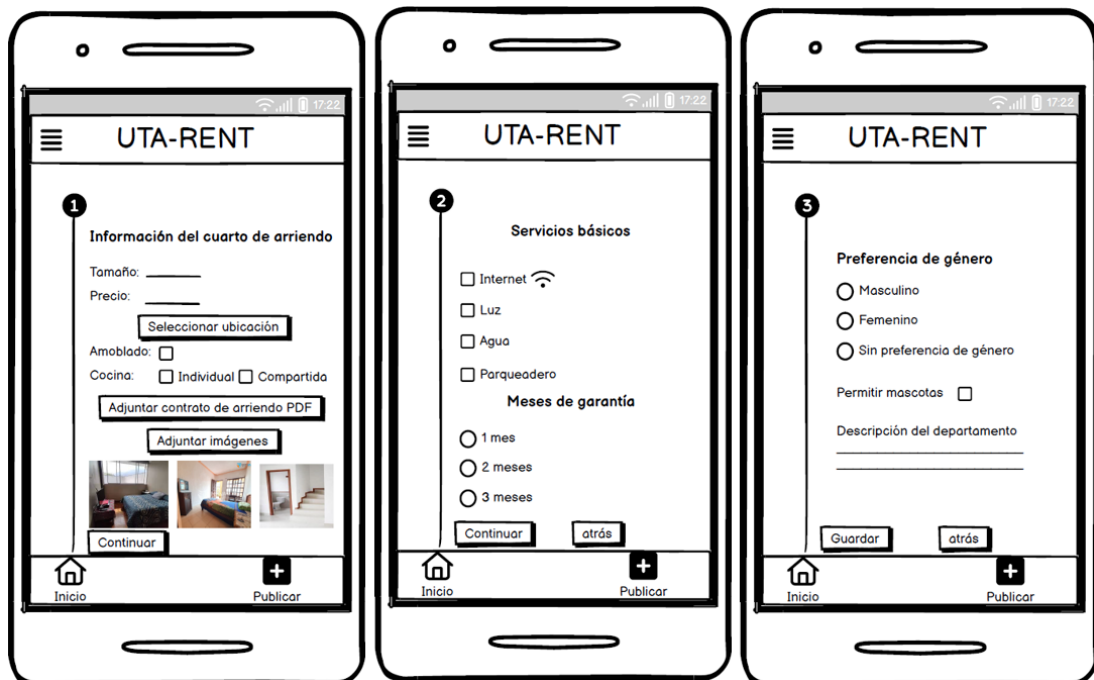 17:22
UTA-RENT
1
Información del cuarto de arriendo
Tamaño:
Precio:
Seleccionar ubicación
Amoblado:
Cocina: Individual Compartida
Adjuntar contrato de arriendo PDF
Adjuntar imágenes
Continuar
Inicio Publicar
17:22
UTA-RENT
2
Servicios básicos
Internet
Luz
Agua
Parqueadero
Meses de garantía
1 mes
2 meses
3 meses
Continuar atrás
Inicio Publicar
17:22
UTA-RENT
3
Preferencia de género
Masculino
Femenino
Sin preferencia de género
Permitir mascotas
Descripción del departamento
Guardar atrás
Inicio Publicar